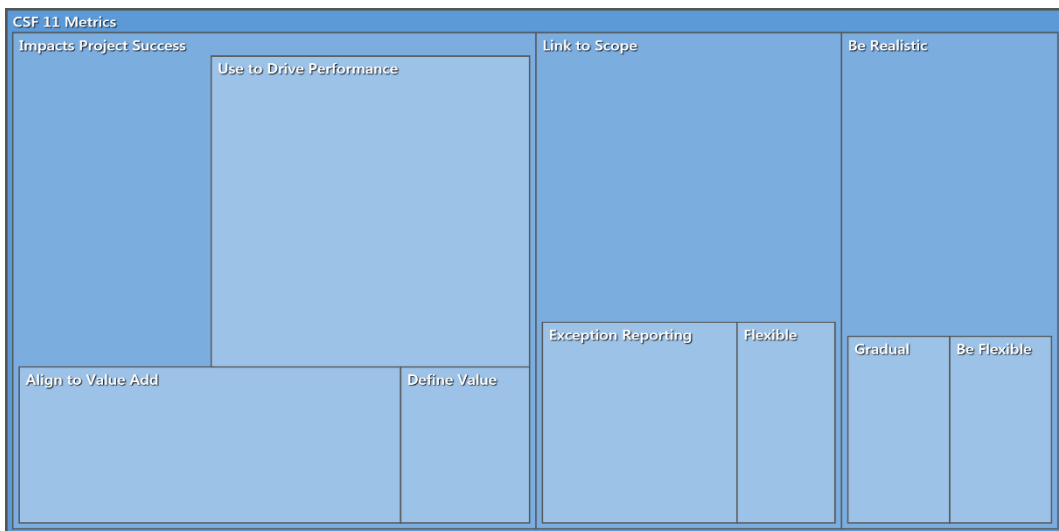 CSF 11 Metrics
Impacts Project Success
Use to Drive Performance
Align to Value Add
Define Value
Link to Scope
Exception Reporting
Flexible
Be Realistic
Gradual
Be Flexible